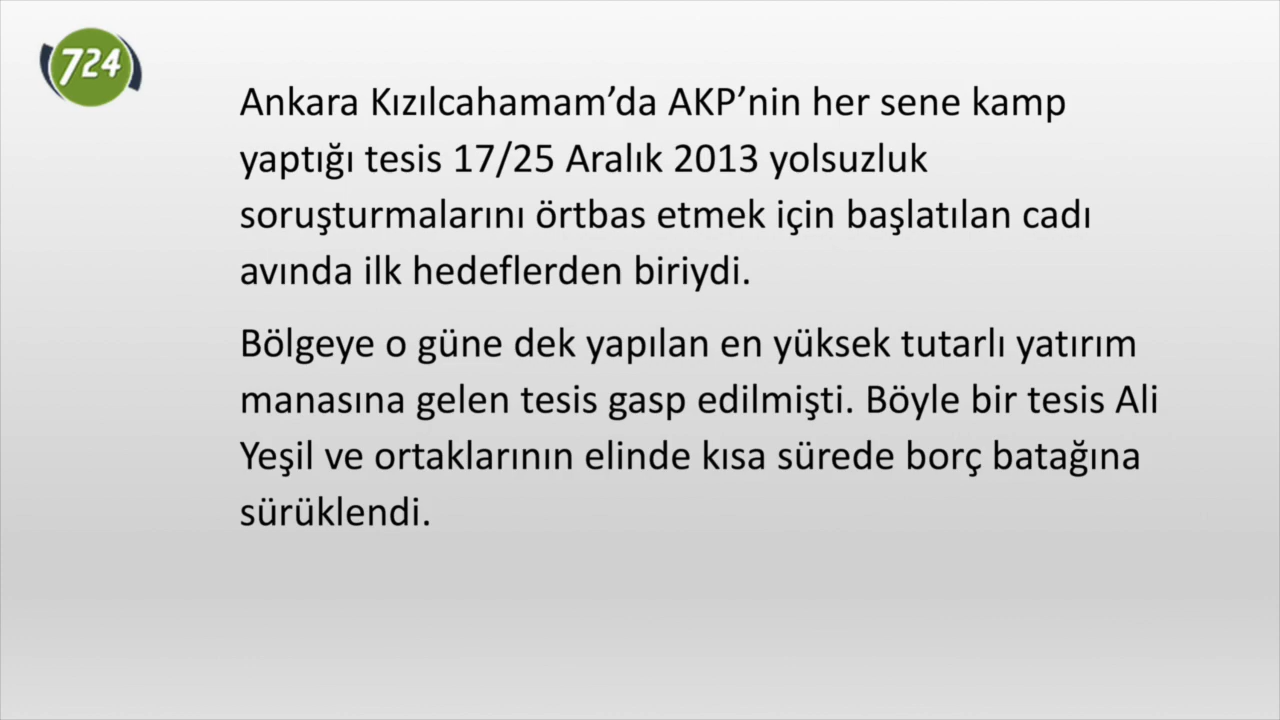 724
Ankara Kızılcahamam’da AKP’nin her sene kamp
yaptığı tesis 17/25 Aralık 2013 yolsuzluk
soruşturmalarını örtbas etmek için başlatılan cadı
avında ilk hedeflerden biriydi.
Bölgeye o güne dek yapılan en yüksek tutarlı yatırım
manasına gelen tesis gasp edilmişti. Böyle bir tesis Ali
Yeşil ve ortaklarının elinde kısa sürede borç batağına
sürüklendi.